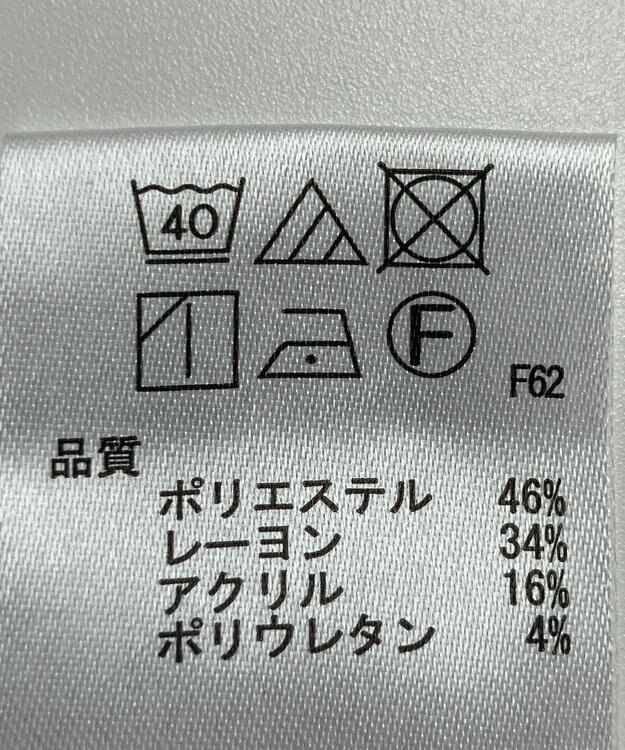 40
F
F62
品質
ポリエステル 46%
レーヨン 34%
アクリル 16%
ポリウレタン 4%